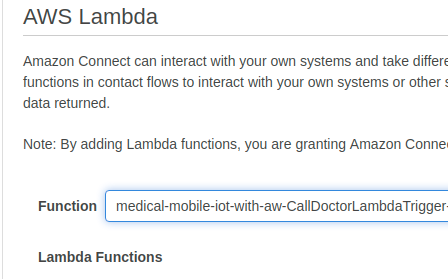 AWS Lambda
Amazon Connect can interact with your own systems and take differe
functions in contact flows to interact with your own systems or other s
data returned.
Note: By adding Lambda functions, you are granting Amazon Connec
Function medical-mobile-iot-with-aw-CallDoctorLambdaTrigger-
Lambda Functions